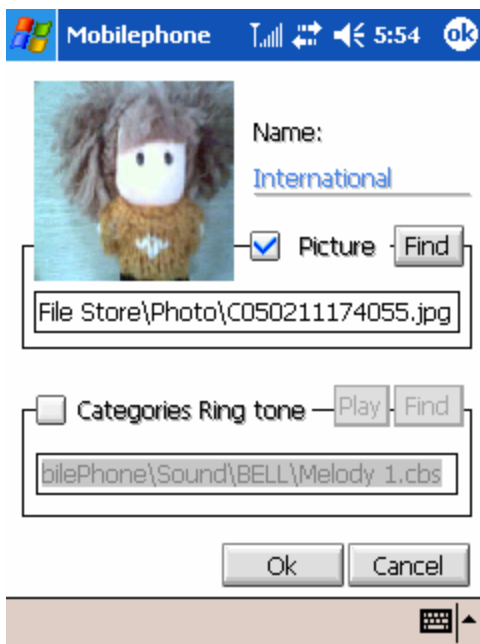 Mobilephone 5:54 ok
Name:
International
Picture Find
File Store\Photo\C050211174055.jpg
Categories Ring tone Play Find
bilePhone\Sound\BELL\Melody 1.cbs
Ok Cancel